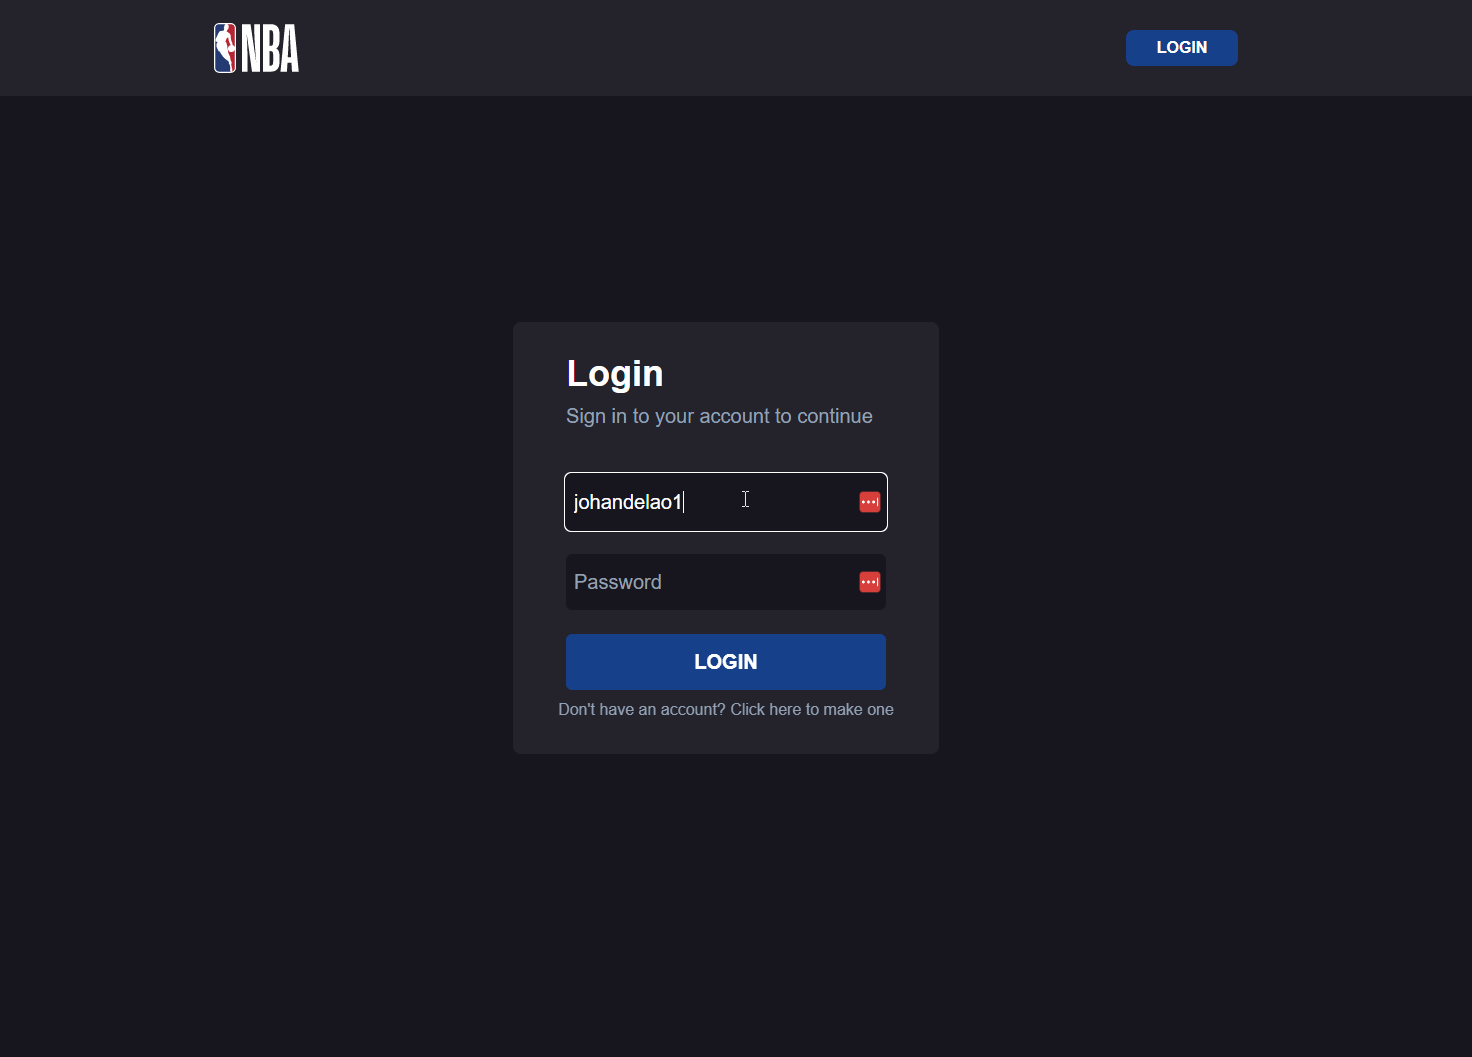 NBA
LOGIN
Login
Sign in to your account to continue
johandelao1
Password
LOGIN
Don't have an account? Click here to make one